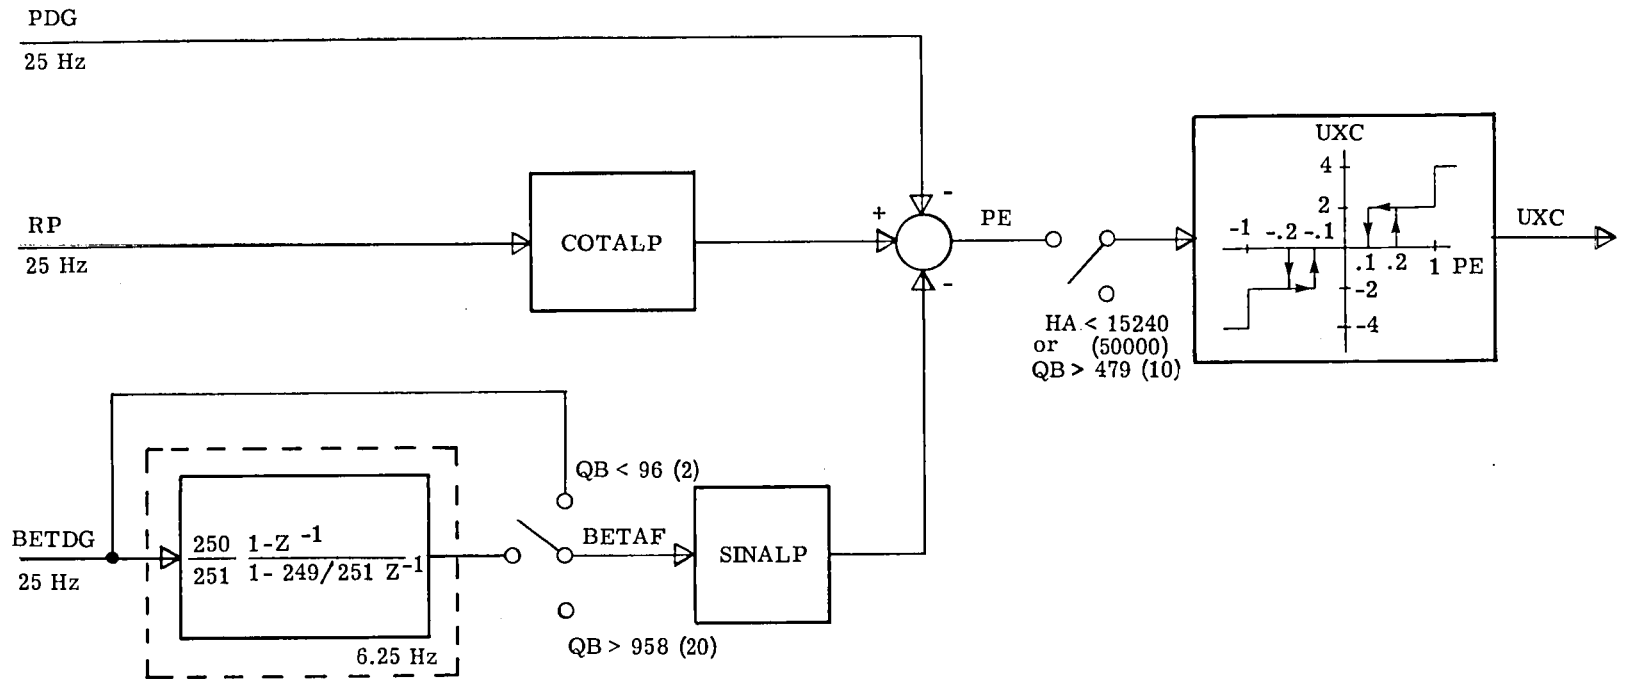 PDG
25 Hz
RP
25 Hz
COTALP
+
-
-
PE
HA < 15240
or (50000)
QB > 479 (10)
UXC
4
2
-1 -.2 -.1
.1 .2 1 PE
-2
-4
UXC
BETDG
25 Hz
250 1-Z -1
251 1- 249/251 Z-1
6.25 Hz
QB < 96 (2)
BETAF
QB > 958 (20)
SINALP